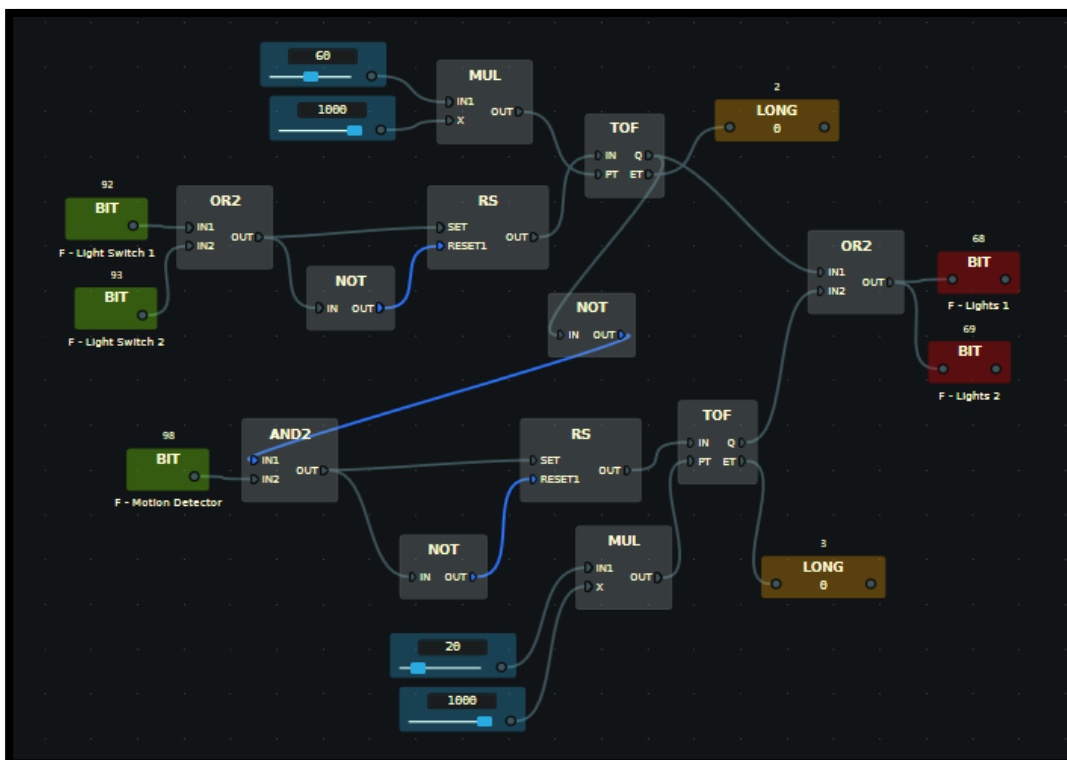 60
1000
MUL
IN1
X
OUT
TOF
IN
PT
Q
ET
2
LONG
0
92
BIT
F - Light Switch 1
93
BIT
F - Light Switch 2
OR2
IN1
IN2
OUT
RS
SET
RESET1
OUT
NOT
IN OUT
NOT
IN OUT
OR2
IN1
IN2
OUT
68
BIT
F - Lights 1
69
BIT
F - Lights 2
98
BIT
F - Motion Detector
AND2
IN1
IN2
OUT
RS
SET
RESET1
OUT
TOF
IN
PT
Q
ET
NOT
IN OUT
MUL
IN1
X
OUT
3
LONG
0
20
1000